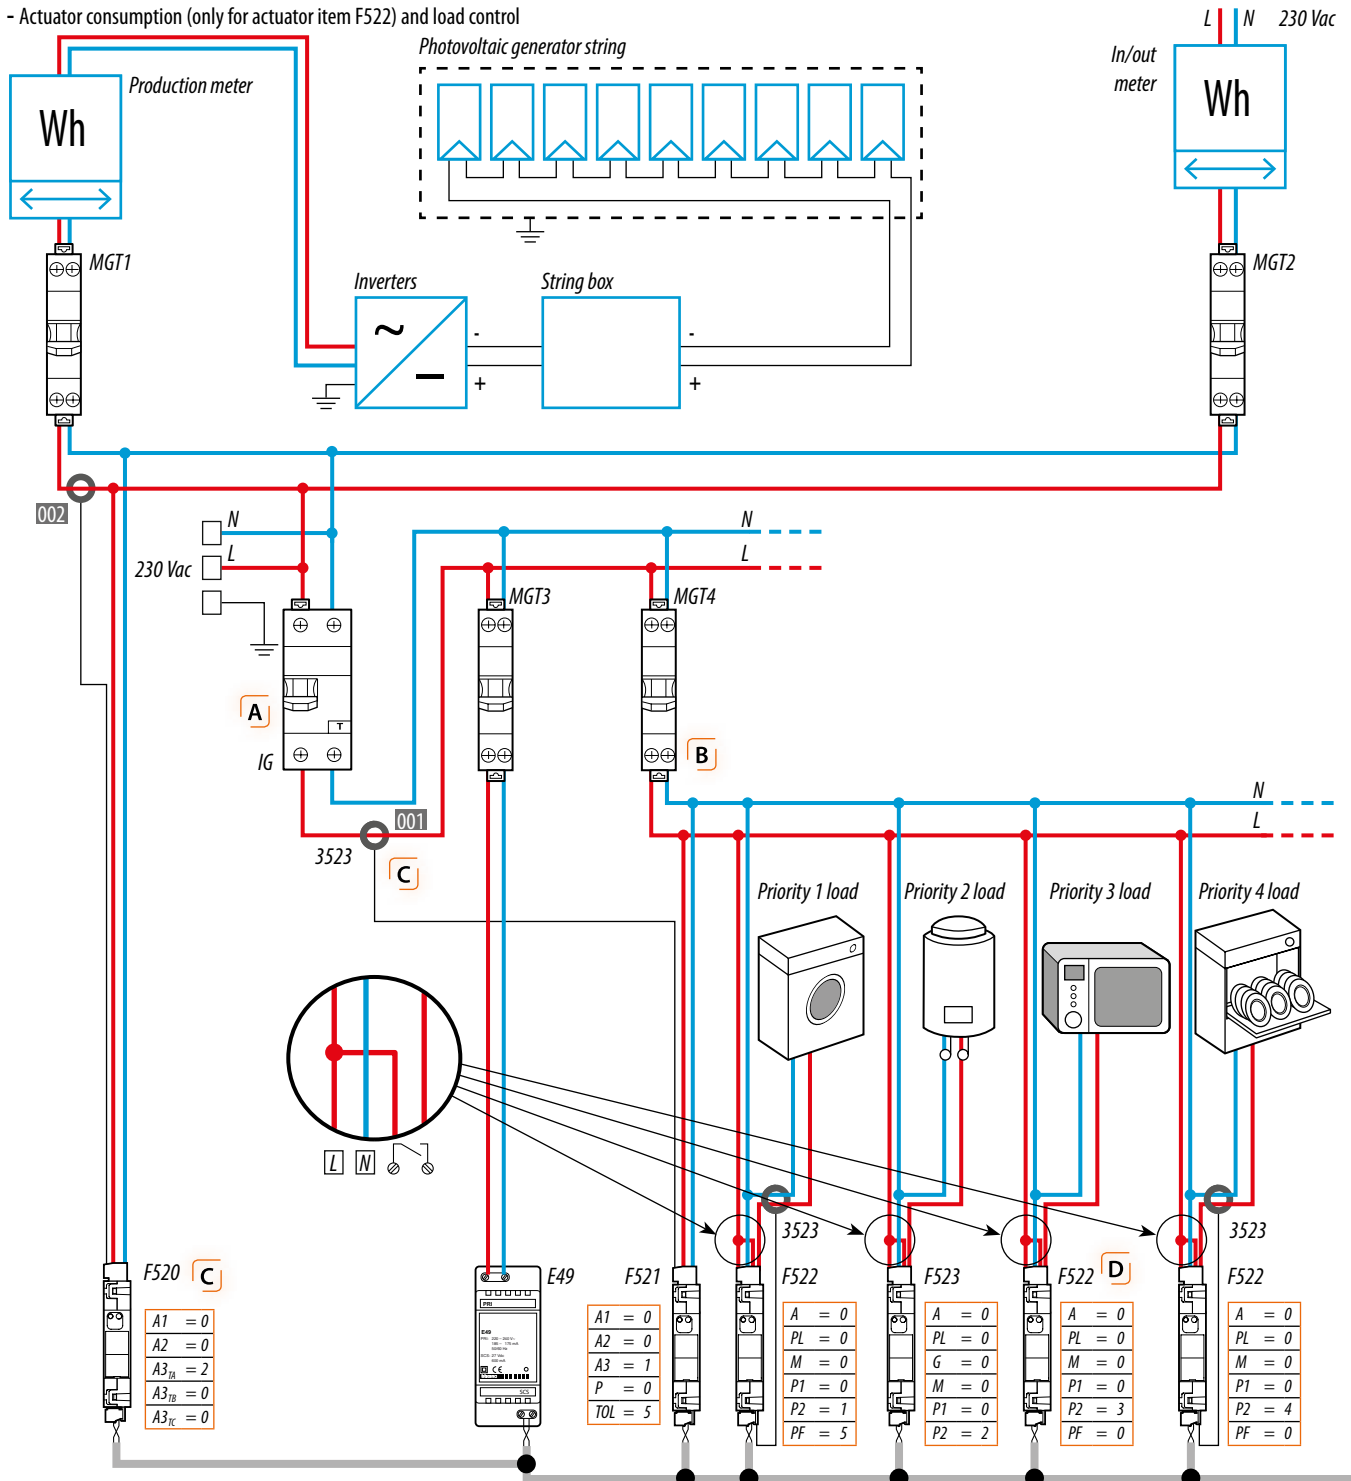 - Actuator consumption (only for actuator item F522) and load control
L N 230 Vac
Photovoltaic generator string
In/out
meter
Production meter
Wh
Wh
MGT1
MGT2
Inverters
String box
~
-
-
+
+
002
N
L
230 Vac
N
L
MGT3
MGT4
A
T
IG
B
N
L
001
3523
C
Priority 1 load
Priority 2 load
Priority 3 load
Priority 4 load
L N
3523
3523
F520 C
E49
F521
F522
F523
F522 D
F522
A1 = 0
A2 = 0
A3TA = 2
A3TB = 0
A3TC = 0
PRI
E49
SCS
A1 = 0
A2 = 0
A3 = 1
P = 0
TOL = 5
A = 0
PL = 0
M = 0
P1 = 0
P2 = 1
PF = 5
A = 0
PL = 0
G = 0
M = 0
P1 = 0
P2 = 2
A = 0
PL = 0
M = 0
P1 = 0
P2 = 3
PF = 0
A = 0
PL = 0
M = 0
P1 = 0
P2 = 4
PF = 0